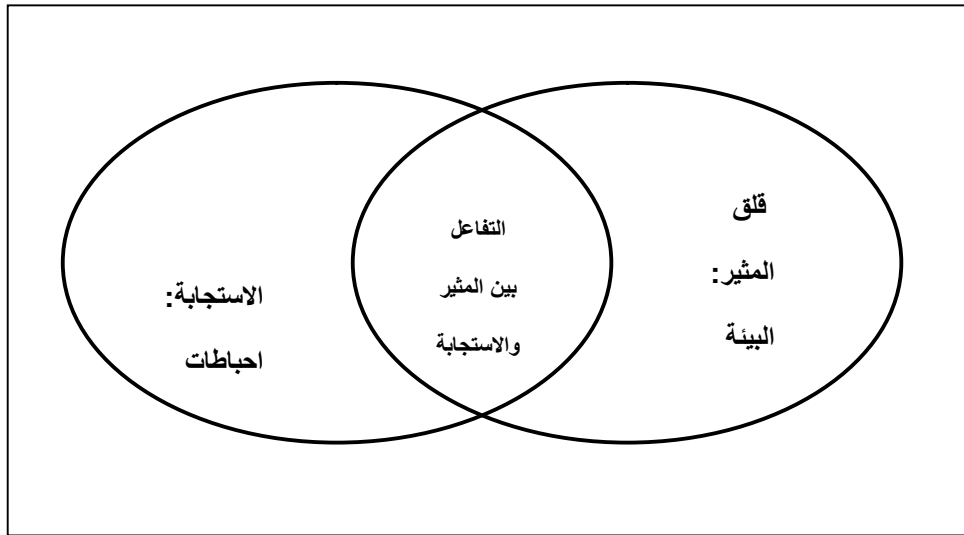 قلق
المثير:
البيئة
التفاعل
بين المثير
والاستجابة
الاستجابة:
احباطات